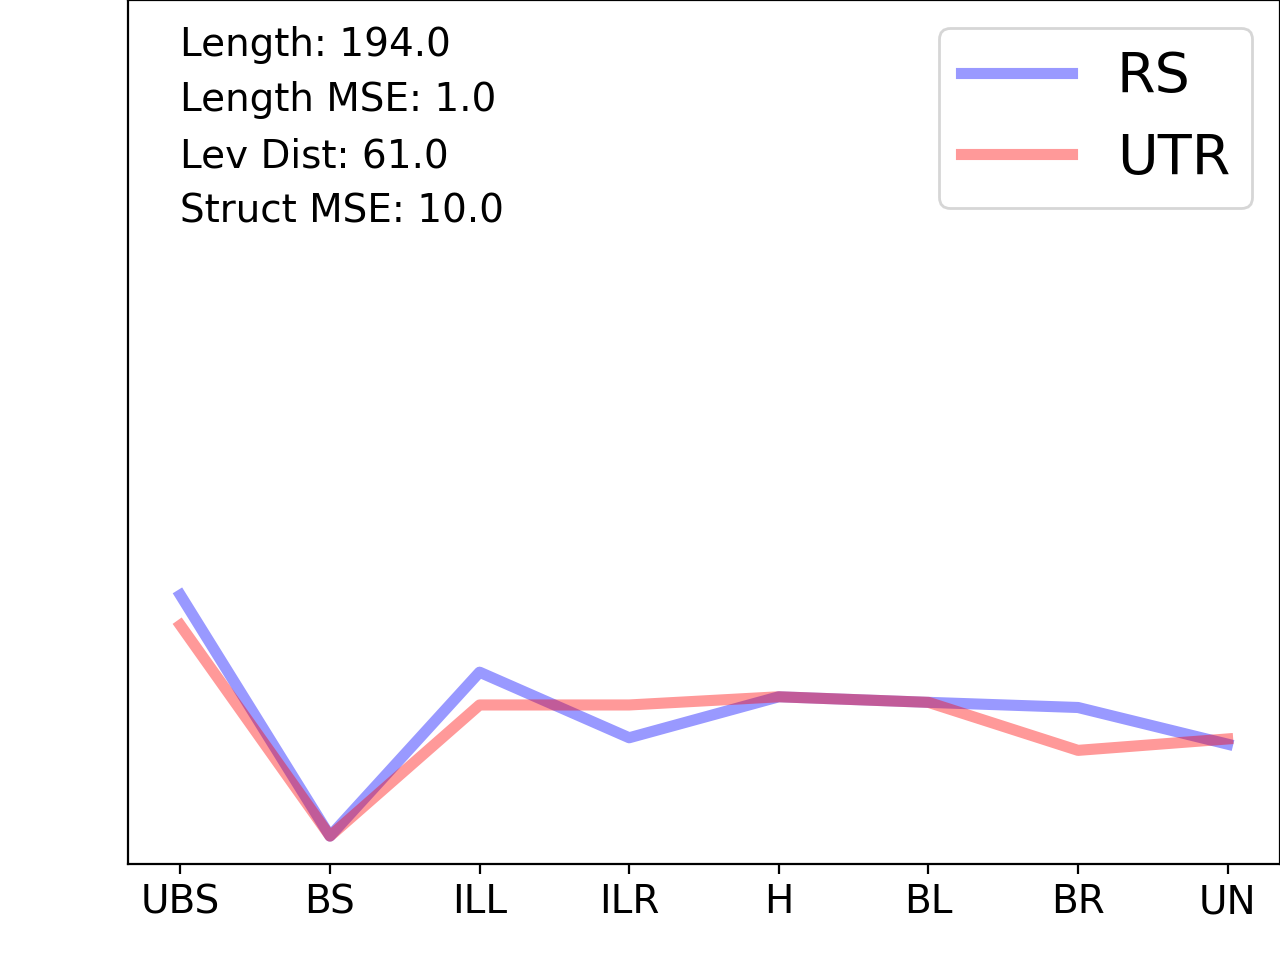 Length: 194.0
Length MSE: 1.0
Lev Dist: 61.0
Struct MSE: 10.0
RS
UTR
UBS BS ILL ILR H BL BR UN